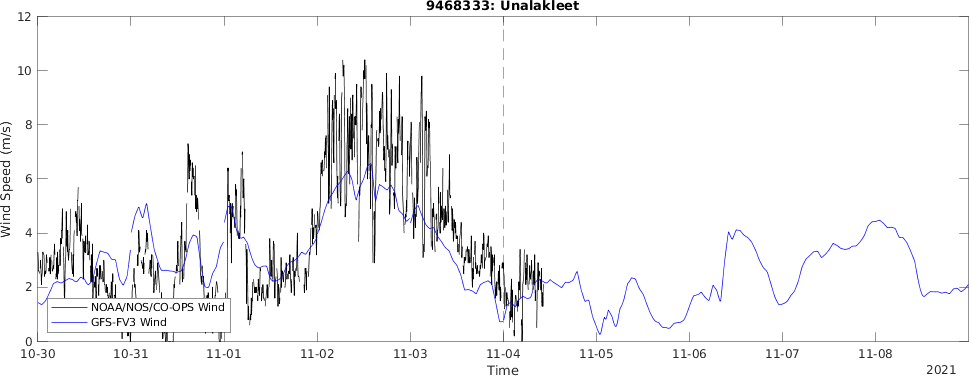 9468333: Unalakleet
Wind Speed (m/s)
12
10
8
6
4
2
0
NOAA/NOS/CO-OPS Wind
GFS-FV3 Wind
10-30 10-31 11-01 11-02 11-03 11-04 11-05 11-06 11-07 11-08
Time
2021